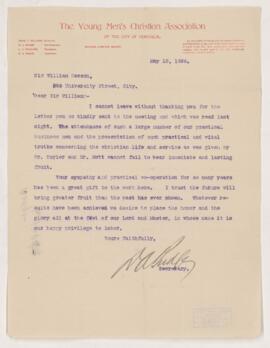 The Young Men's Christian Association
OF THE CITY OF MONTREAL.
May 15, 1894.
Sir William Dawson,
University Street, City.
Dear Sir William:-
I cannot leave without thanking you for the
letter you so kindly sent to the meeting and which was read last
night. The attendance of such a large number of our practical
business men and the presentation of such practical and vital
truths concerning the christian life and service as was given by
Dr. Taylor and Mr. Mott cannot fail to bear immediate and lasting
fruit.
Your sympathy and practical co-operation for so many years
has been a great gift to the work here. I trust the future will
bring greater fruit than the past has ever shown. Whatever re-
sults have been achieved we desire to place the honor and the
glory all at the feet of our Lord and Master, in whose name it is
our happy privilege to labor.
Yours faithfully,
D A Budge
Secretary.